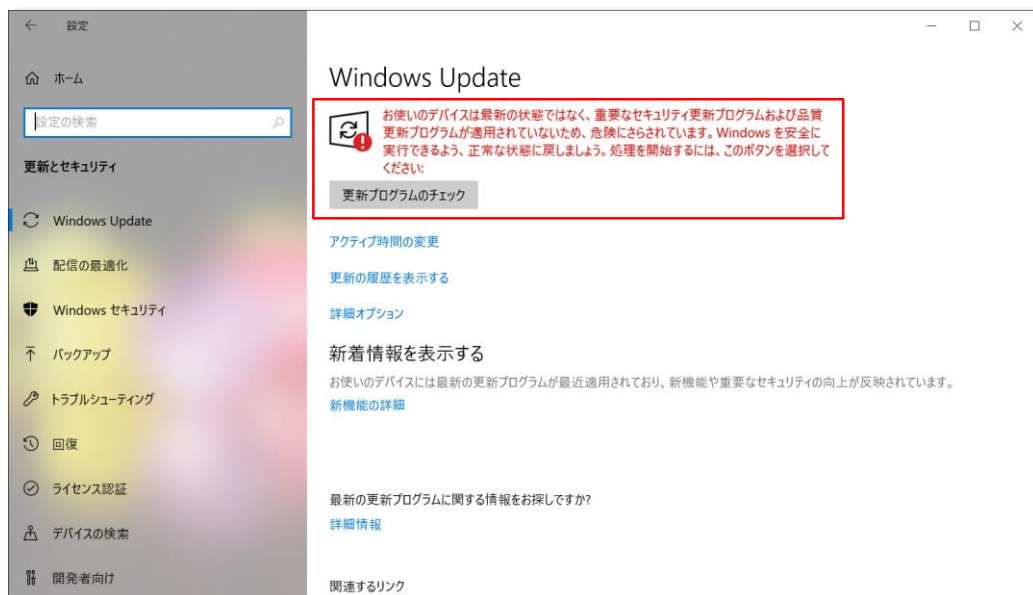 設定
ホーム
設定の検索
更新とセキュリティ
Windows Update
配信の最適化
Windows セキュリティ
バックアップ
トラブルシューティング
回復
ライセンス認証
デバイスの検索
開発者向け
Windows Update
お使いのデバイスは最新の状態ではなく、重要なセキュリティ更新プログラムおよび品質
更新プログラムが適用されていないため、危険にさらされています。Windows を安全に
実行できるよう、正常な状態に戻しましょう。処理を開始するには、このボタンを選択して
ください:
更新プログラムのチェック
アクティブ時間の変更
更新の履歴を表示する
詳細オプション
新着情報を表示する
お使いのデバイスには最新の更新プログラムが最近適用されており、新機能や重要なセキュリティの向上が反映されています。
新機能の詳細
最新の更新プログラムに関する情報をお探しですか?
詳細情報
関連するリンク